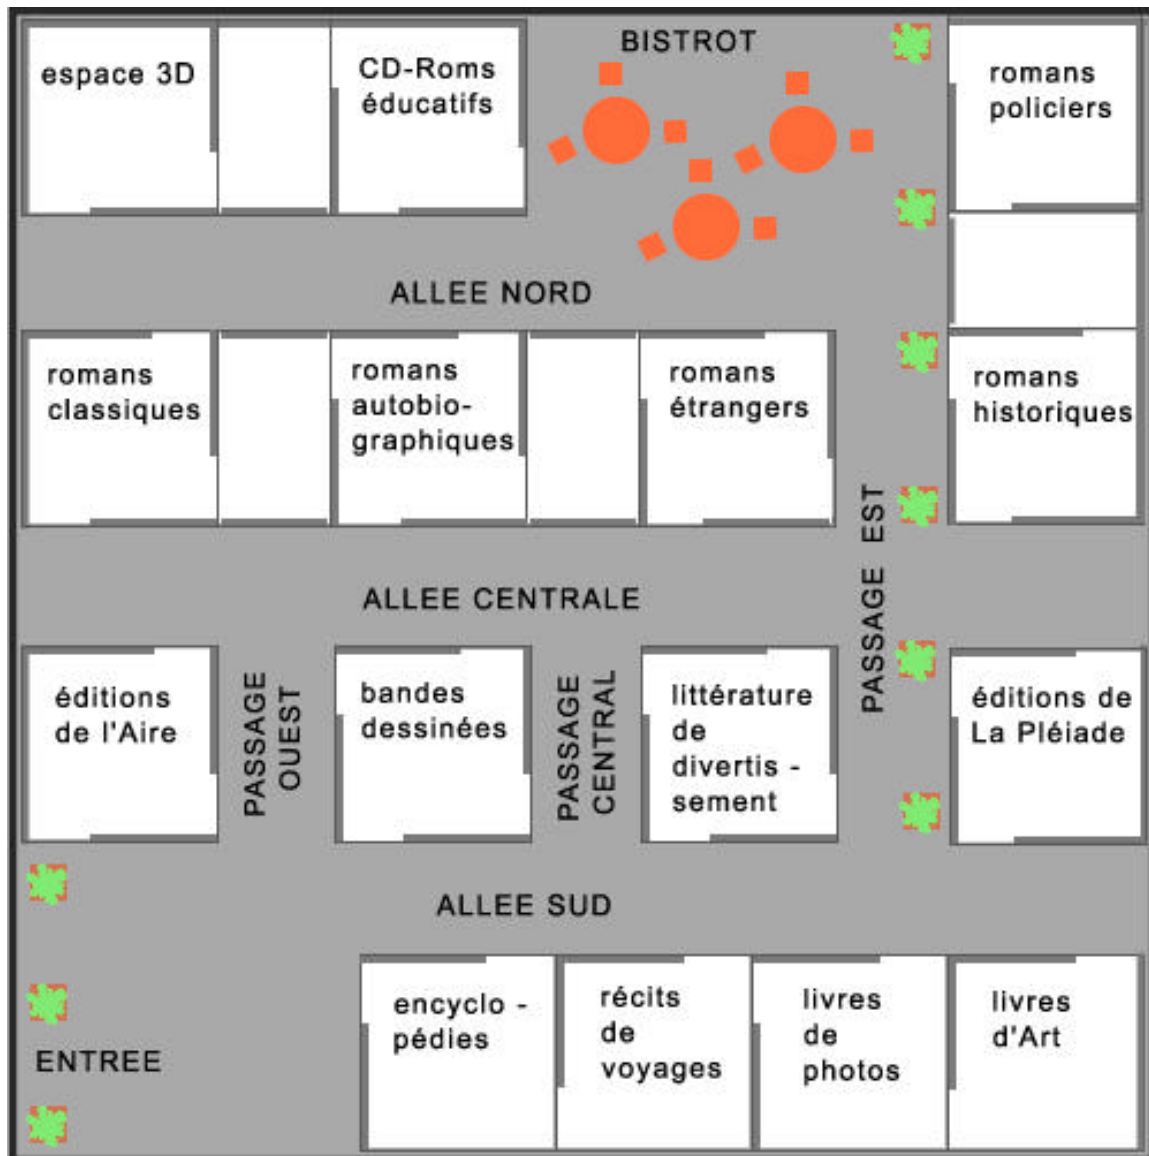 BISTROT
espace 3D
CD-Roms
éducatifs
romans
policiers
ALLEE NORD
romans
classiques
romans
autobio-
graphiques
romans
étrangers
romans
historiques
PASSAGE EST
ALLEE CENTRALE
éditions
de l'Aire
PASSAGE
OUEST
bandes
dessinées
PASSAGE
CENTRAL
littérature
de
divertis -
sement
éditions de
La Pléiade
ALLEE SUD
encyclo -
pédies
récits
de
voyages
livres
de
photos
livres
d'Art
ENTREE